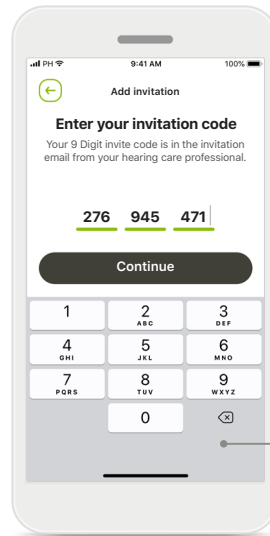 PH 9:41 AM 100%
Add invitation
Enter your invitation code
Your 9 Digit invite code is in the invitation
email from your hearing care professional.
276 945 471
Continue
1 2 3
ABC DEF
4 5 6
GHI JKL MNO
7 8 9
PQRS TUV WXYZ
0